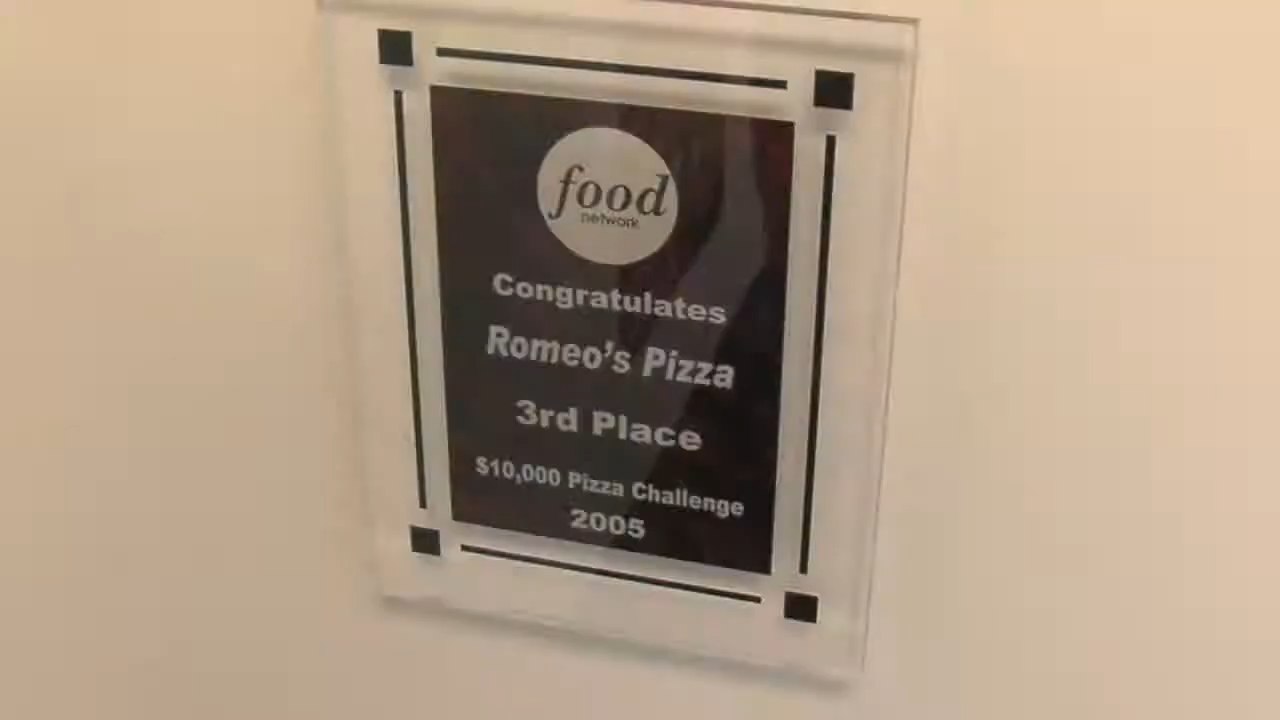 food
network
Congratulates
Romeo's Pizza
3rd Place
$10,000 Pizza Challenge
2005